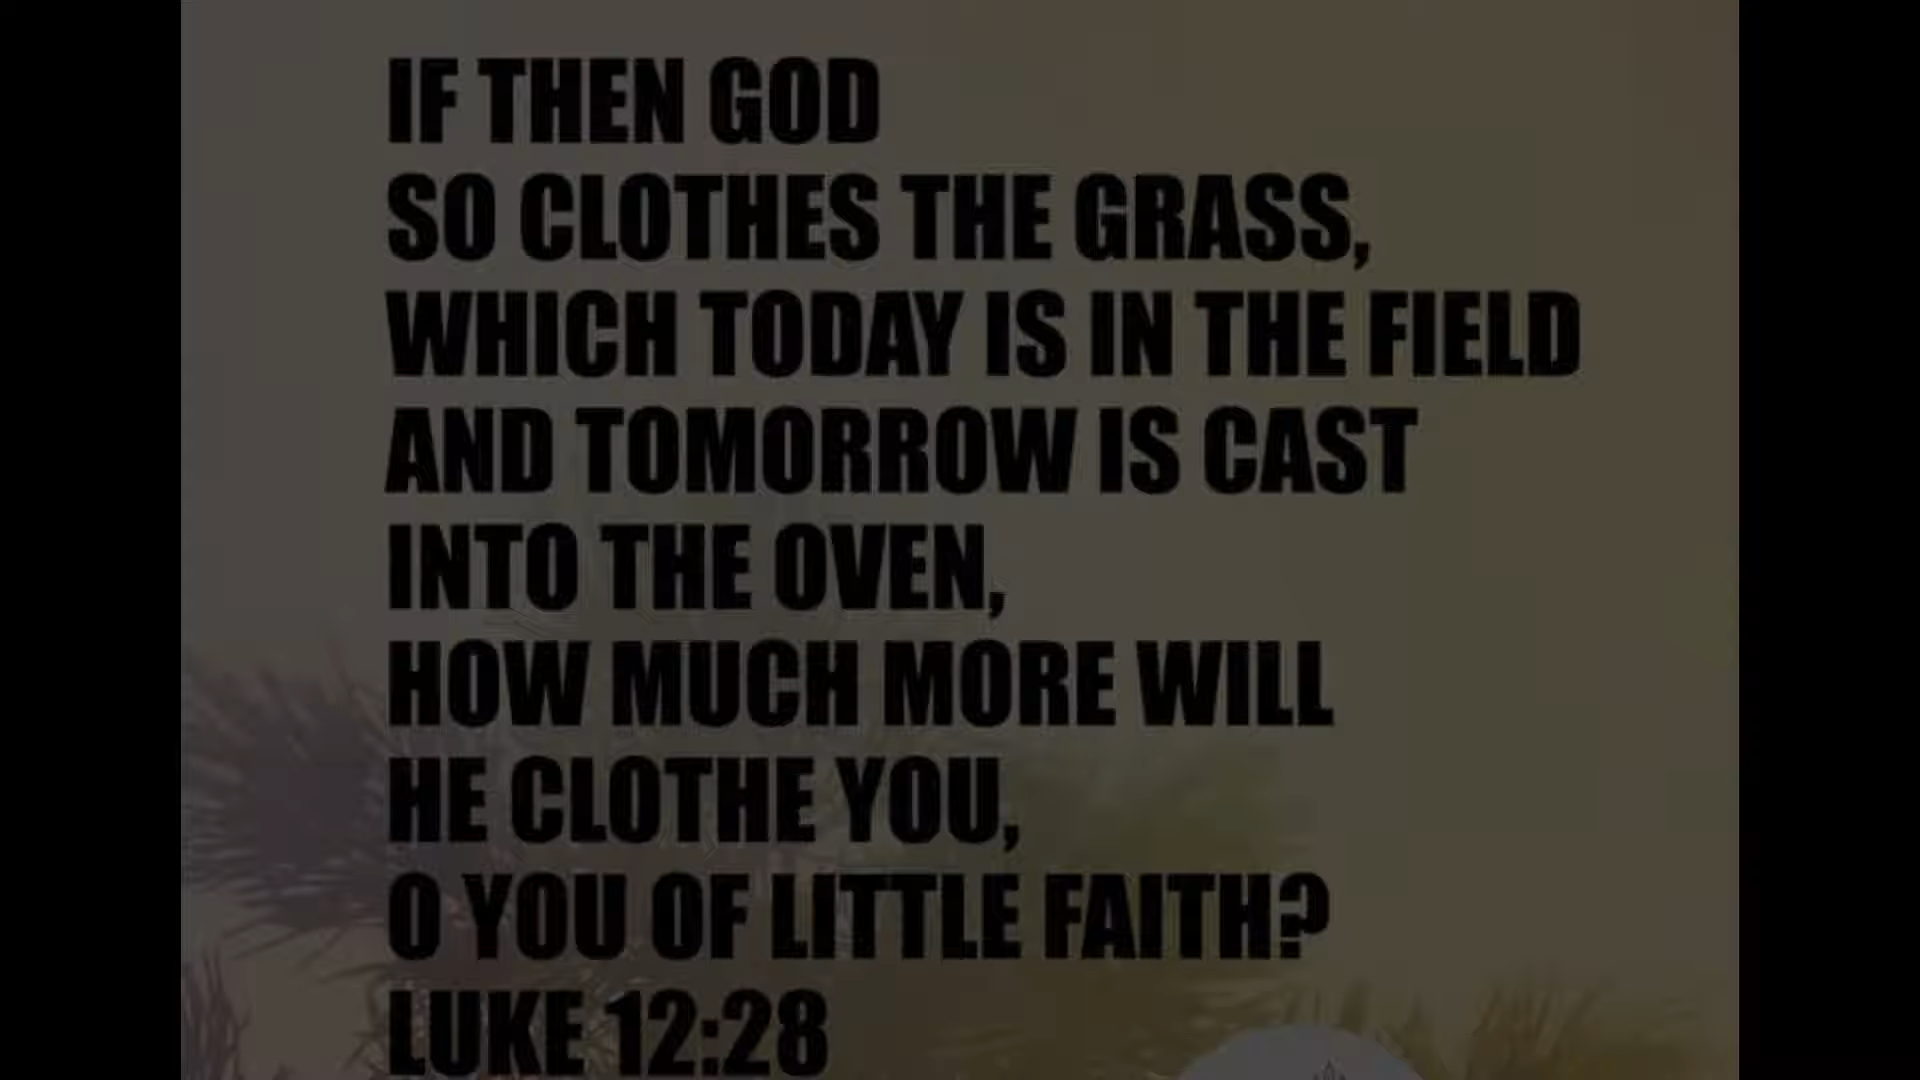 IF THEN GOD
SO CLOTHES THE GRASS,
WHICH TODAY IS IN THE FIELD
AND TOMORROW IS CAST
INTO THE OVEN,
HOW MUCH MORE WILL
HE CLOTHE YOU,
O YOU OF LITTLE FAITH?
LUKE 12:28